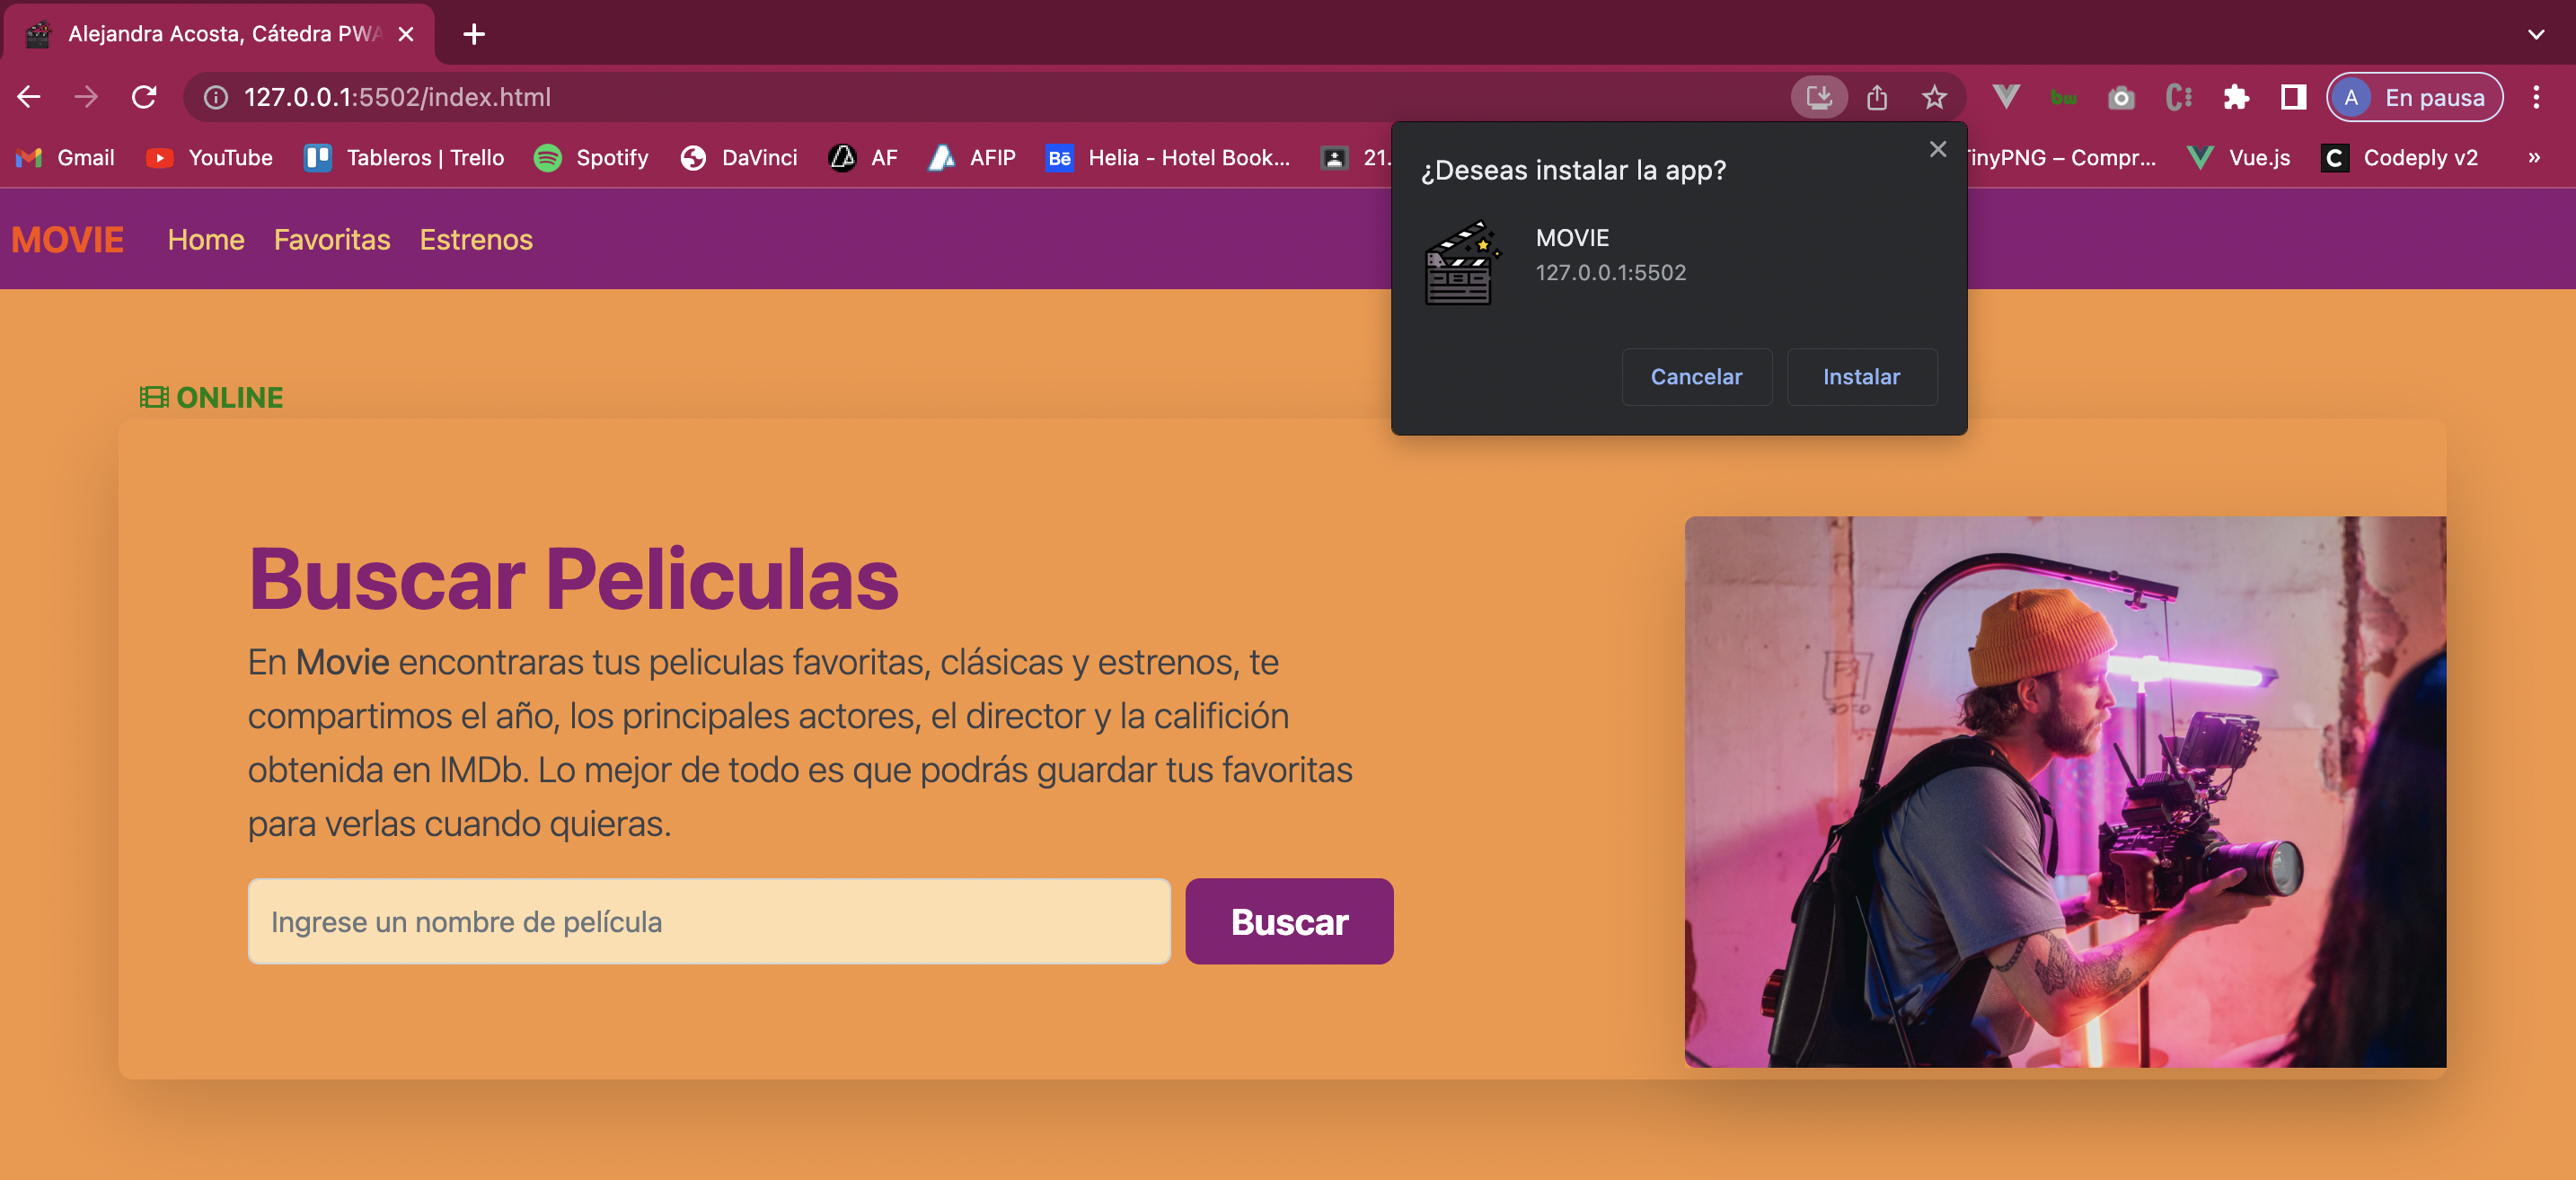 Alejandra Acosta, Cátedra PWA
127.0.0.1:5502/index.html
En pausa
A
Gmail
YouTube
Tableros | Trello
Spotify
DaVinci
AF
AFIP
Bē
Helia - Hotel Book...
21.
TinyPNG – Compr...
Vue.js
C
Codeply v2
»
¿Deseas instalar la app?
MOVIE
127.0.0.1:5502
Cancelar
Instalar
MOVIE
Home
Favoritas
Estrenos
ONLINE
Buscar Peliculas
En Movie encontraras tus peliculas favoritas, clásicas y estrenos, te
compartimos el año, los principales actores, el director y la califición
obtenida en IMDb. Lo mejor de todo es que podrás guardar tus favoritas
para verlas cuando quieras.
Ingrese un nombre de película
Buscar